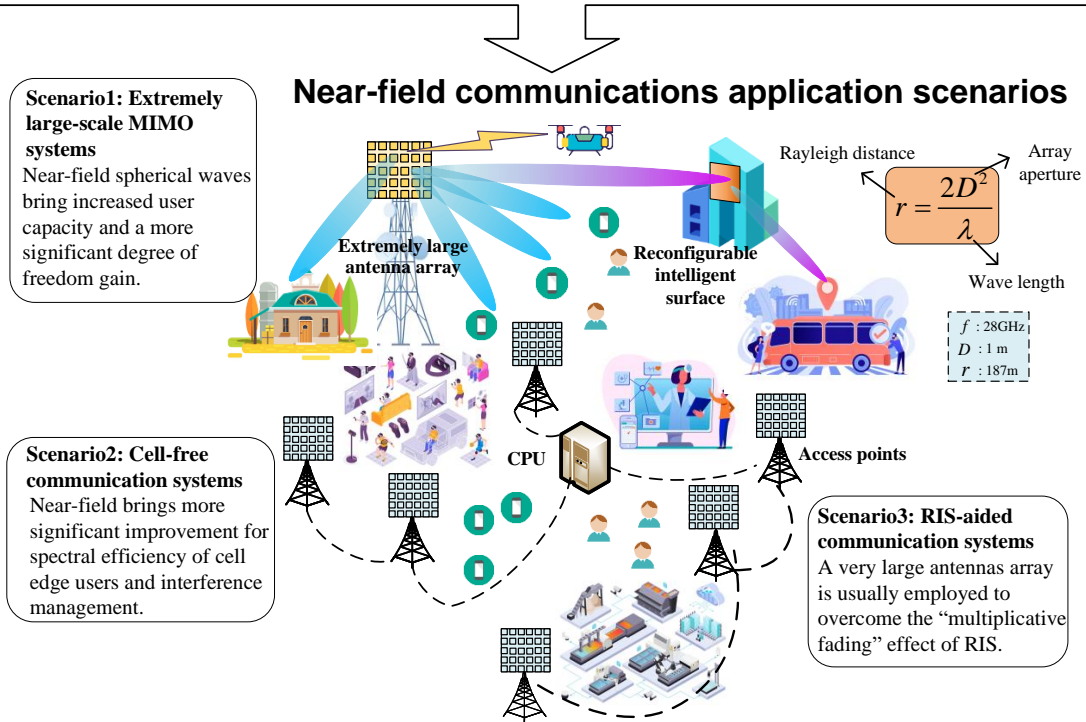 Near-field communications application scenarios
Scenario1: Extremely
large-scale MIMO
systems
Near-field spherical waves
bring increased user
capacity and a more
significant degree of
freedom gain.
Extremely large
antenna array
Reconfigurable
intelligent
surface
Rayleigh distance
Array
aperture
r = 2D²/λ
Wave length
f : 28GHz
D : 1 m
r : 187m
Scenario2: Cell-free
communication systems
Near-field brings more
significant improvement for
spectral efficiency of cell
edge users and interference
management.
CPU
Access points
Scenario3: RIS-aided
communication systems
A very large antennas array
is usually employed to
overcome the “multiplicative
fading” effect of RIS.